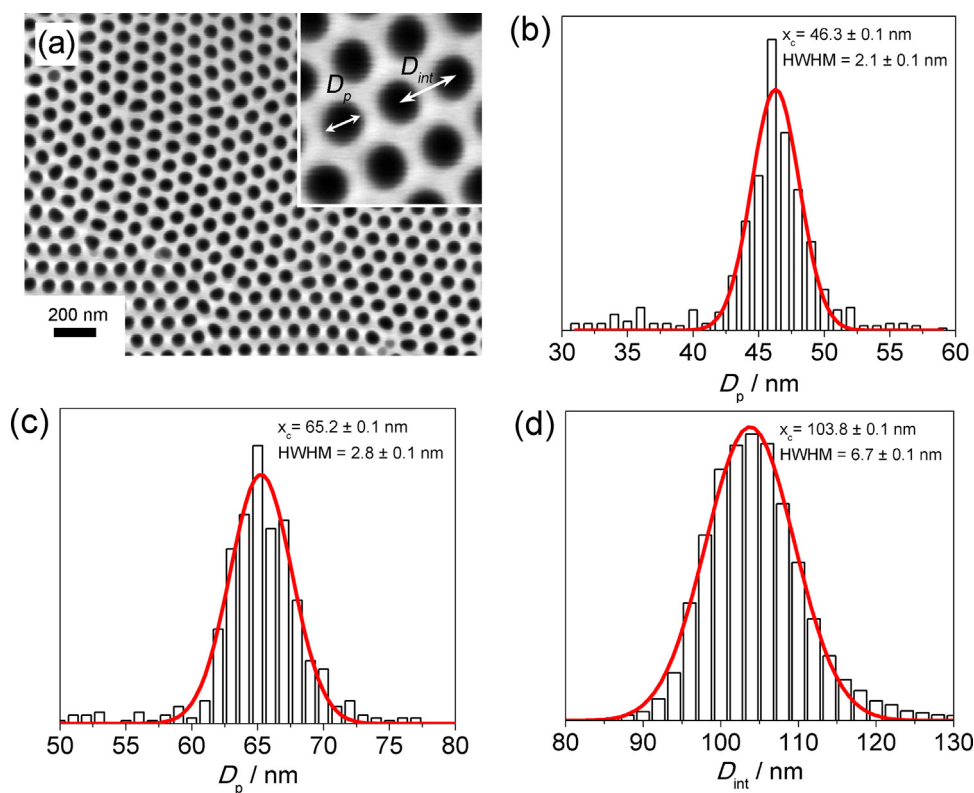 (a)
D_p
D_int
200 nm
(b)
x_c = 46.3 ± 0.1 nm
HWHM = 2.1 ± 0.1 nm
30 40 45 50 55 60
D_p / nm
(c)
x_c = 65.2 ± 0.1 nm
HWHM = 2.8 ± 0.1 nm
50 55 60 65 70 75 80
D_p / nm
(d)
x_c = 103.8 ± 0.1 nm
HWHM = 6.7 ± 0.1 nm
80 90 100 110 120 130
D_int / nm